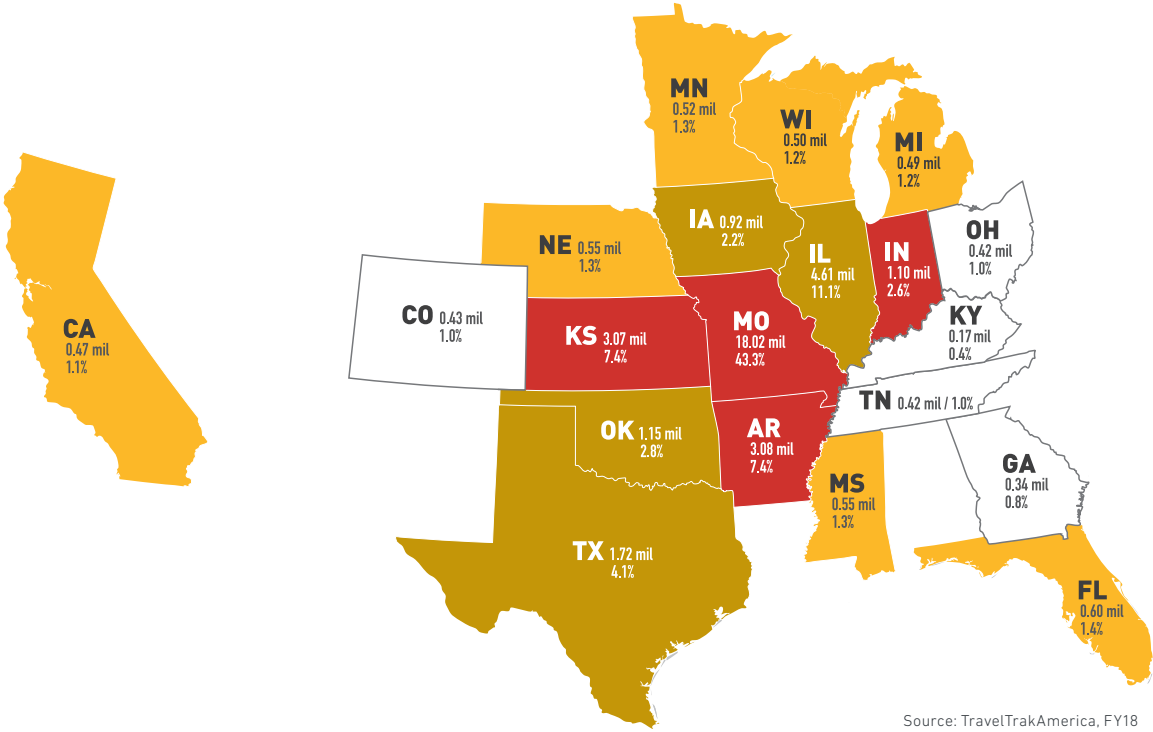 MN
0.52 mil
1.3%
WI
0.50 mil
1.2%
MI
0.49 mil
1.2%
IA 0.92 mil
2.2%
NE 0.55 mil
1.3%
IL
4.61 mil
11.1%
IN
1.10 mil
2.6%
OH
0.42 mil
1.0%
CA
0.47 mil
1.1%
CO 0.43 mil
1.0%
KS 3.07 mil
7.4%
MO
18.02 mil
43.3%
KY
0.17 mil
0.4%
TN 0.42 mil / 1.0%
OK 1.15 mil
2.8%
AR
3.08 mil
7.4%
MS
0.55 mil
1.3%
GA
0.34 mil
0.8%
TX 1.72 mil
4.1%
FL
0.60 mil
1.4%
Source: TravelTrakAmerica, FY18